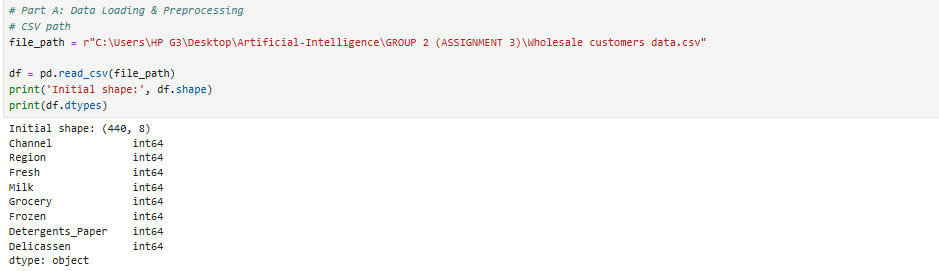 # Part A: Data Loading & Preprocessing
# CSV path
file_path = r"C:\Users\HP G3\Desktop\Artificial-Intelligence\GROUP 2 (ASSIGNMENT 3)\Wholesale customers data.csv"
df = pd.read_csv(file_path)
print('Initial shape:', df.shape)
print(df.dtypes)
Initial shape: (440, 8)
Channel             int64
Region              int64
Fresh               int64
Milk                int64
Grocery             int64
Frozen              int64
Detergents_Paper    int64
Delicassen          int64
dtype: object